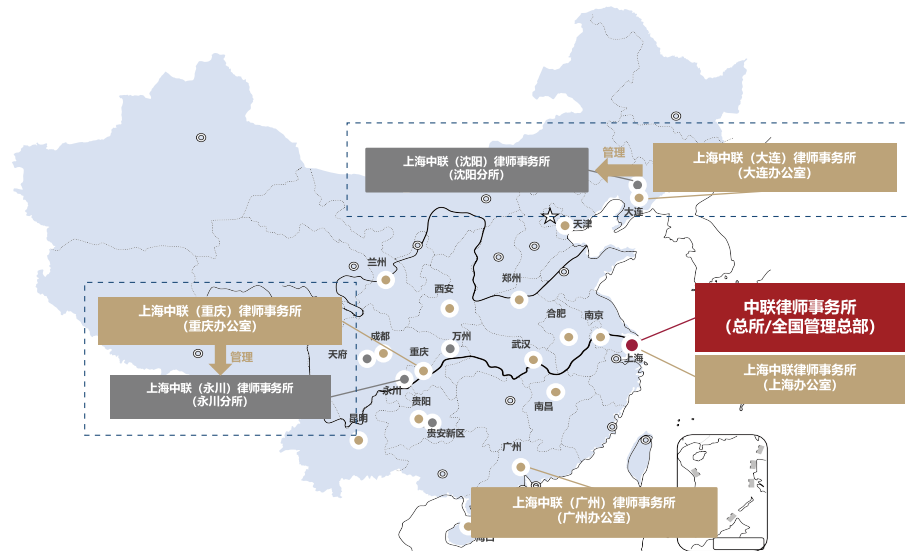 上海中联（沈阳）律师事务所
（沈阳分所）
管理
上海中联（大连）律师事务所
（大连办公室）
大连
天津
兰州
郑州
西安
上海中联（重庆）律师事务所
（重庆办公室）
中联律师事务所
（总所/全国管理总部）
合肥
南京
成都
万州
武汉
天府
重庆
管理
上海
上海中联律师事务所
（上海办公室）
上海中联（永川）律师事务所
（永川分所）
永川
贵阳
南昌
昆明
贵安新区
广州
上海中联（广州）律师事务所
（广州办公室）
海口